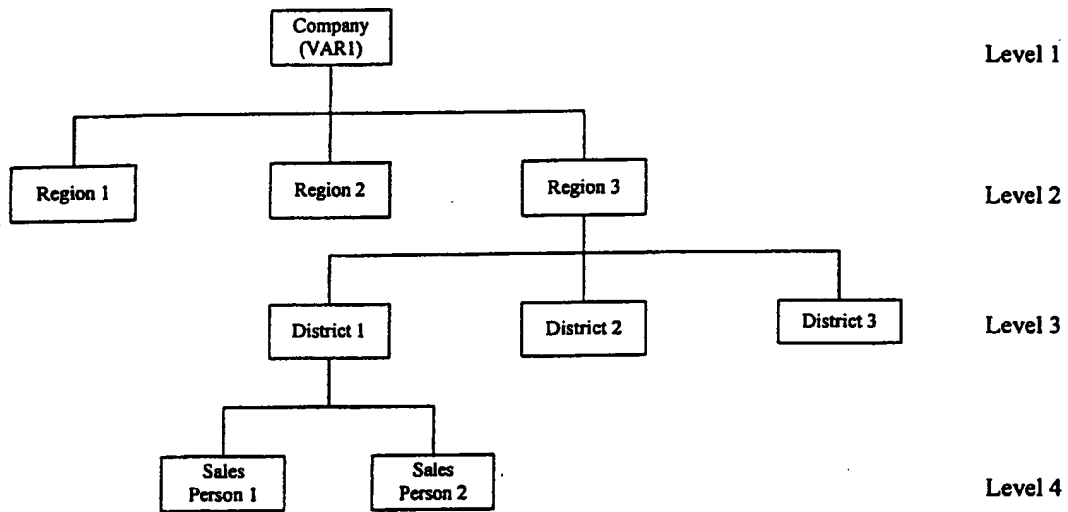 Company
(VAR1)
Level 1
Region 1
Region 2
Region 3
Level 2
District 1
District 2
District 3
Level 3
Sales
Person 1
Sales
Person 2
Level 4